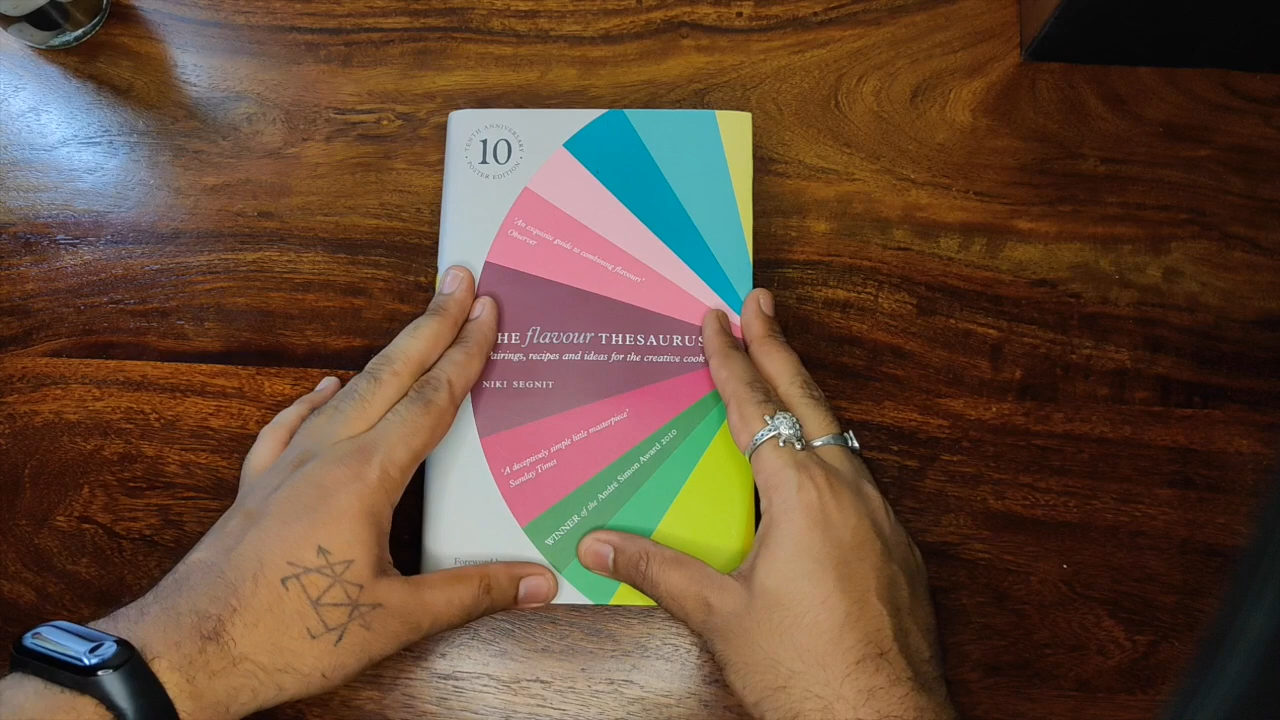 TENTH ANNIVERSARY
10
POSTER EDITION
'An exquisite guide to combining flavours'
Observer
HE flavour THESAURUS
airings, recipes and ideas for the creative cook
NIKI SEGNIT
'A deceptively simple little masterpiece'
Sunday Times
WINNER of the André Simon Award 2010